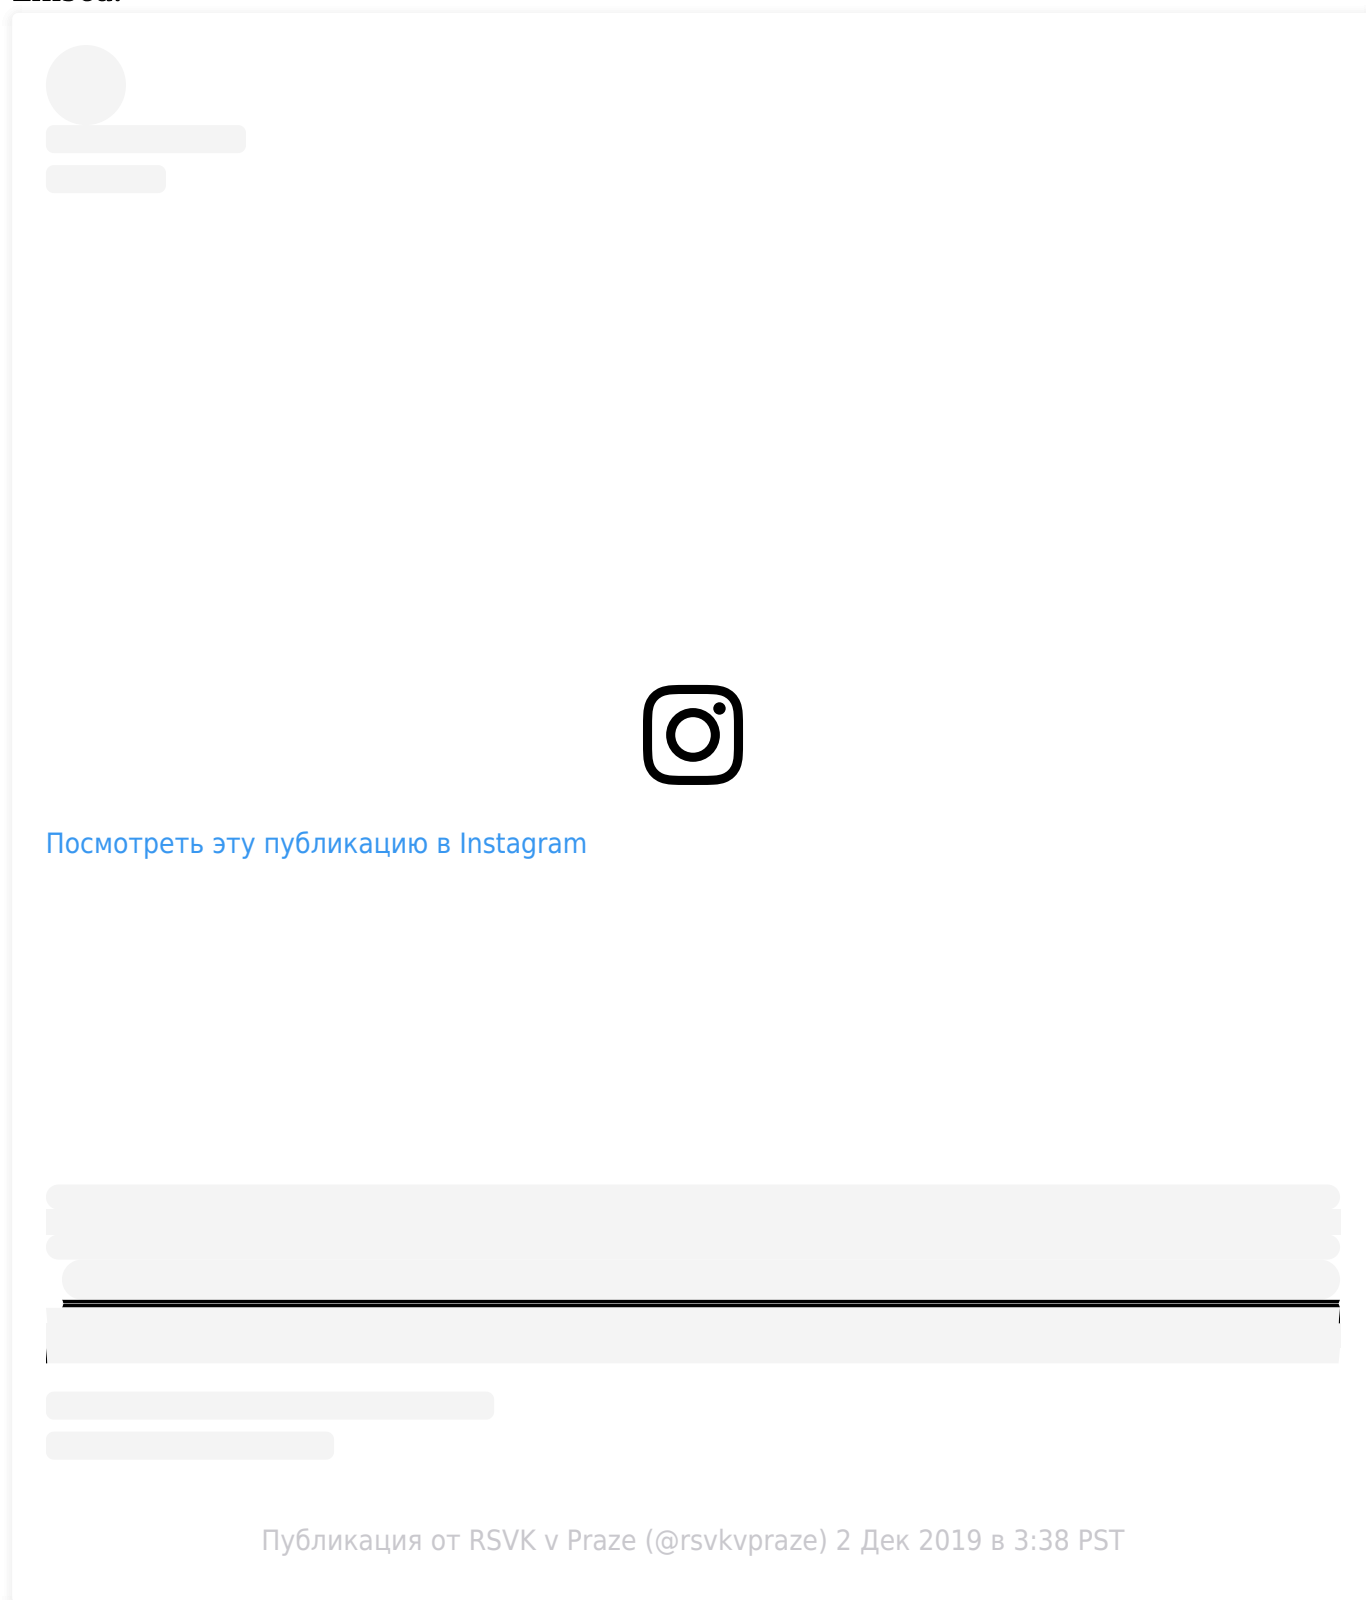 Посмотреть эту публикацию в Instagram
Публикация от RSVK v Praze (@rsvkvpraze) 2 Дек 2019 в 3:38 PST